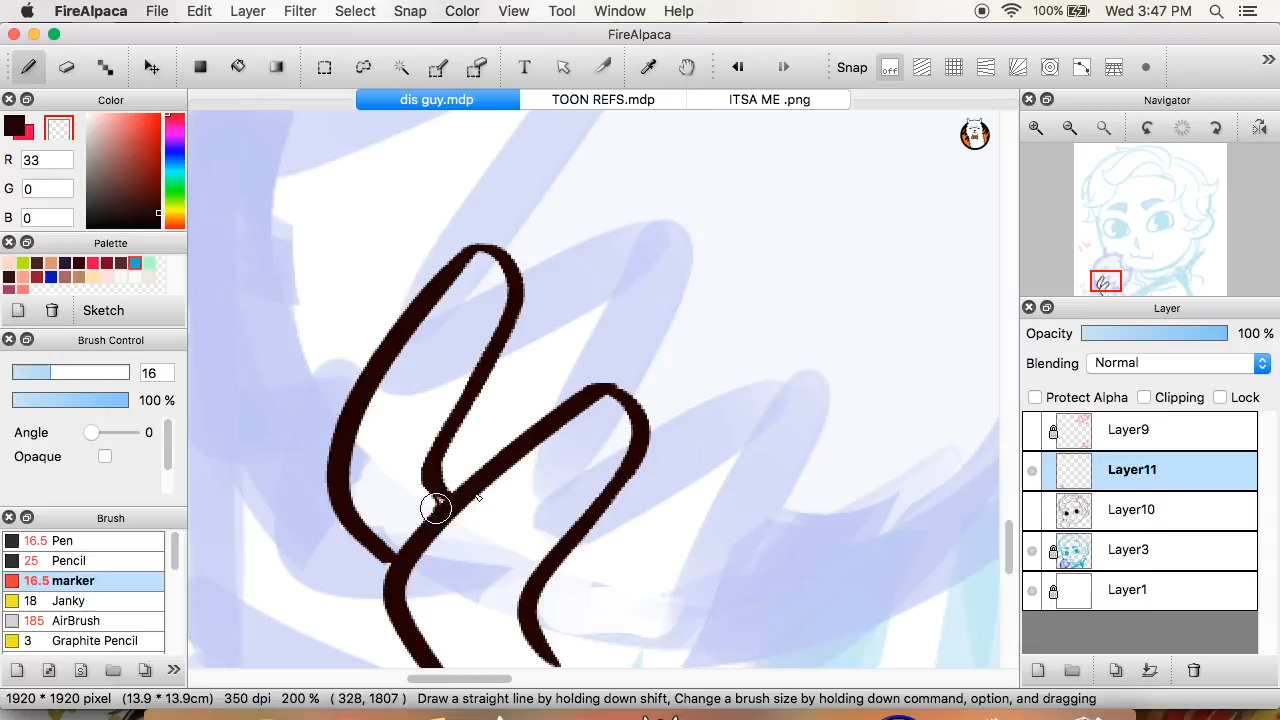 FireAlpaca File Edit Layer Filter Select Snap Color View Tool Window Help 100% Wed 3:47 PM
FireAlpaca
T Snap off »
Color dis guy.mdp TOON REFS.mdp ITSA ME .png Navigator
R 33
G 0
B 0
Palette
Sketch
Layer
Opacity 100 %
Brush Control
Blending Normal
16
100 %
Protect Alpha Clipping Lock
Angle 0
Layer9
Opaque
Layer11
Layer10
Brush
16.5 Pen
Layer3
25 Pencil
16.5 marker
Layer1
18 Janky
185 AirBrush
3 Graphite Pencil
»
1920 * 1920 pixel (13.9 * 13.9cm) 350 dpi 200 % ( 328, 1807 ) Draw a straight line by holding down shift, Change a brush size by holding down command, option, and dragging